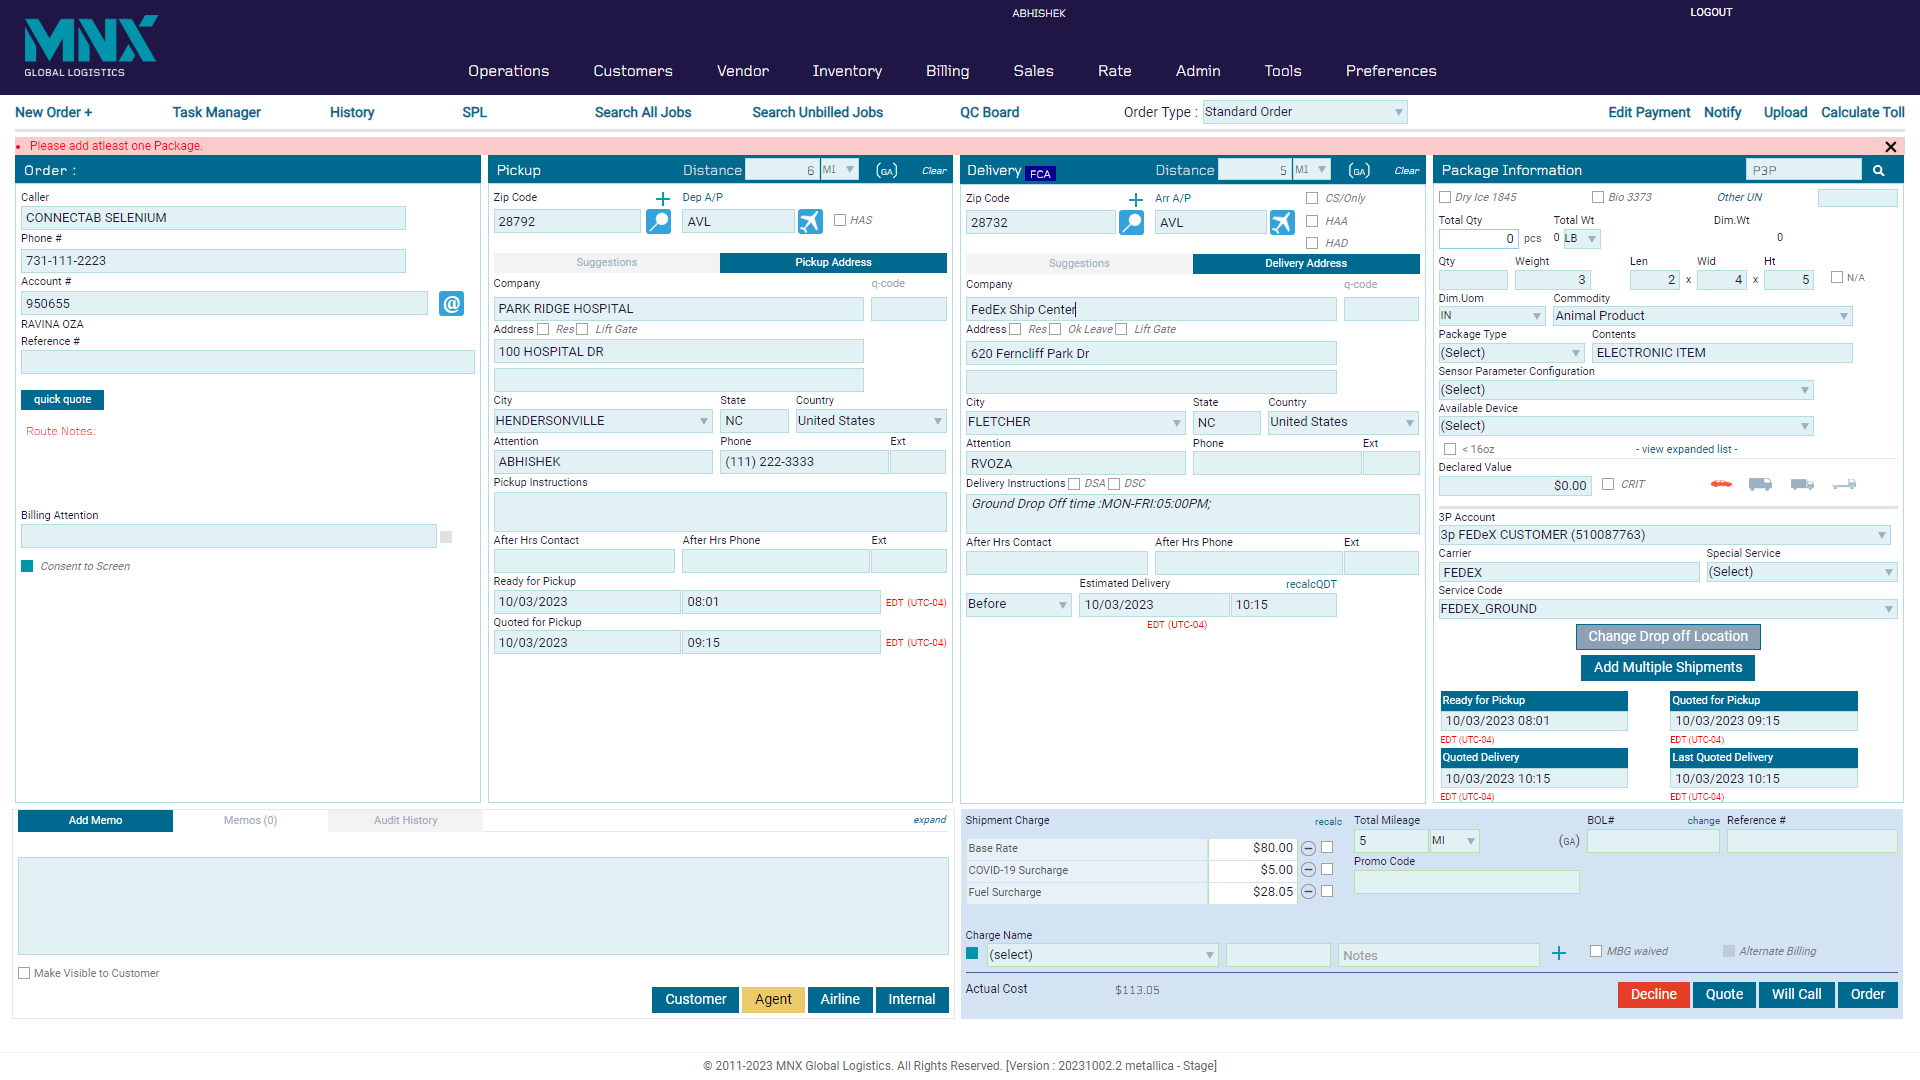 MNX
GLOBAL LOGISTICS
ABHISHEK
LOGOUT
Operations Customers Vendor Inventory Billing Sales Rate Admin Tools Preferences
New Order + Task Manager History SPL Search All Jobs Search Unbilled Jobs QC Board Order Type : Standard Order Edit Payment Notify Upload Calculate Toll
Please add atleast one Package.
Order :
Caller
CONNECTAB SELENIUM
Phone #
731-111-2223
Account #
950655
@
RAVINA OZA
Reference #
quick quote
Route Notes:
Billing Attention
Consent to Screen
Pickup Distance 6 MI (GA) Clear
Zip Code Dep A/P
28792 AVL HAS
Suggestions Pickup Address
Company q-code
PARK RIDGE HOSPITAL
Address Res Lift Gate
100 HOSPITAL DR
City State Country
HENDERSONVILLE NC United States
Attention Phone Ext
ABHISHEK (111) 222-3333
Pickup Instructions
After Hrs Contact After Hrs Phone Ext
Ready for Pickup
10/03/2023 08:01 EDT (UTC-04)
Quoted for Pickup
10/03/2023 09:15 EDT (UTC-04)
Delivery FCA Distance 5 MI (GA) Clear
Zip Code Arr A/P CS/Only
28732 AVL HAA
HAD
Suggestions Delivery Address
Company q-code
FedEx Ship Center
Address Res Ok Leave Lift Gate
620 Ferncliff Park Dr
City State Country
FLETCHER NC United States
Attention Phone Ext
RVOZA
Delivery Instructions DSA DSC
Ground Drop Off time :MON-FRI:05:00PM;
After Hrs Contact After Hrs Phone Ext
Estimated Delivery recalcQDT
Before 10/03/2023 10:15
EDT (UTC-04)
Package Information P3P
Dry Ice 1845 Bio 3373 Other UN
Total Qty Total Wt Dim.Wt
0 pcs 0 LB 0
Qty Weight Len Wid Ht
3 2 x 4 x 5 N/A
Dim.Uom Commodity
IN Animal Product
Package Type Contents
(Select) ELECTRONIC ITEM
Sensor Parameter Configuration
(Select)
Available Device
(Select)
< 16oz - view expanded list -
Declared Value
$0.00 CRIT
3P Account
3p FEDeX CUSTOMER (510087763)
Carrier Special Service
FEDEX (Select)
Service Code
FEDEX_GROUND
Change Drop off Location
Add Multiple Shipments
Ready for Pickup Quoted for Pickup
10/03/2023 08:01 10/03/2023 09:15
EDT (UTC-04) EDT (UTC-04)
Quoted Delivery Last Quoted Delivery
10/03/2023 10:15 10/03/2023 10:15
EDT (UTC-04) EDT (UTC-04)
Add Memo Memos (0) Audit History expand
Make Visible to Customer
Customer Agent Airline Internal
Shipment Charge recalc Total Mileage BOL# change Reference #
5 MI (GA)
Base Rate $80.00
Promo Code
COVID-19 Surcharge $5.00
Fuel Surcharge $28.05
Charge Name
(select) Notes MBG waived Alternate Billing
Actual Cost $113.05
Decline Quote Will Call Order
© 2011-2023 MNX Global Logistics. All Rights Reserved. [Version : 20231002.2 metallica - Stage]